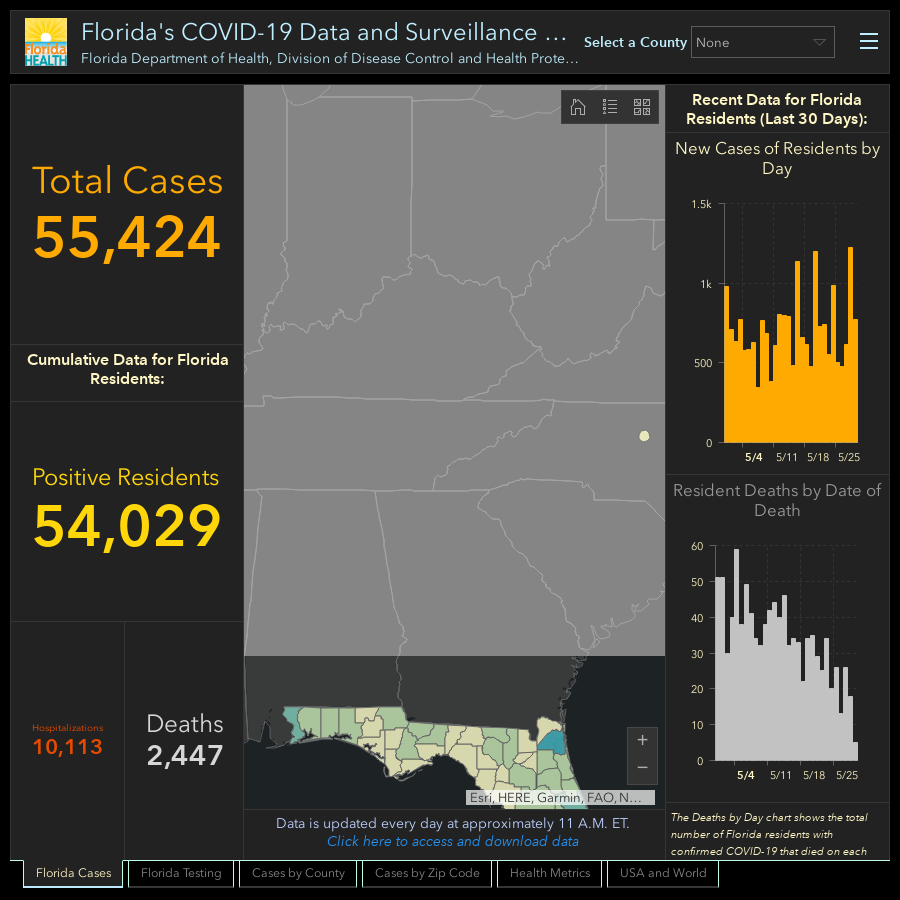 Florida HEALTH
Florida's COVID-19 Data and Surveillance ...
Florida Department of Health, Division of Disease Control and Health Prote...
Select a County
None
Total Cases
55,424
Cumulative Data for Florida
Residents:
Positive Residents
54,029
Hospitalizations
10,113
Deaths
2,447
Esri, HERE, Garmin, FAO, N...
Data is updated every day at approximately 11 A.M. ET.
Click here to access and download data
Recent Data for Florida
Residents (Last 30 Days):
New Cases of Residents by
Day
1.5k
1k
500
0
5/4 5/11 5/18 5/25
Resident Deaths by Date of
Death
60
50
40
30
20
10
0
5/4 5/11 5/18 5/25
The Deaths by Day chart shows the total
number of Florida residents with
confirmed COVID-19 that died on each
Florida Cases
Florida Testing
Cases by County
Cases by Zip Code
Health Metrics
USA and World